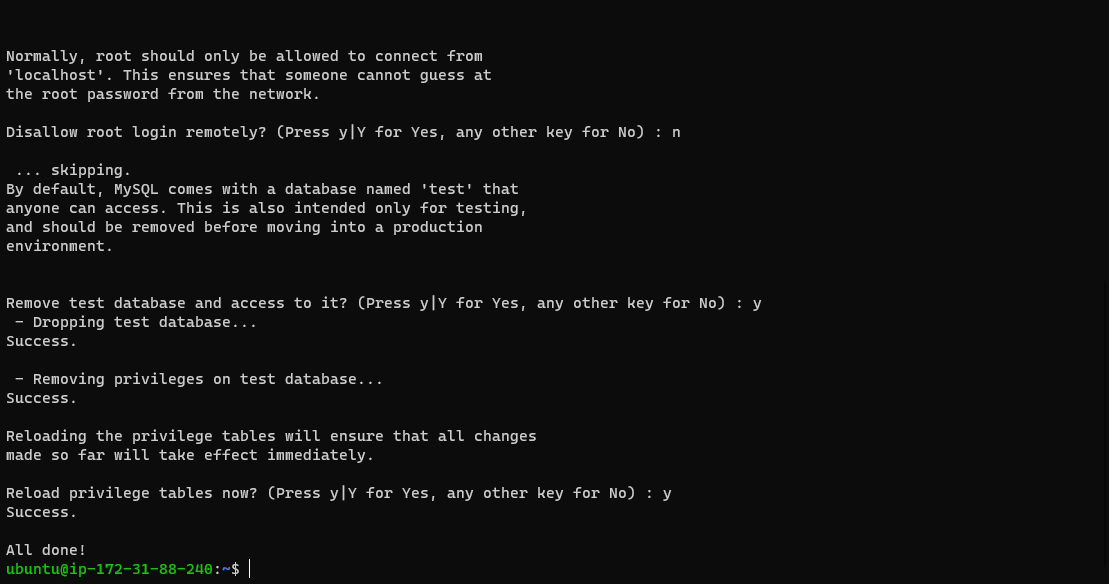 Normally, root should only be allowed to connect from
'localhost'. This ensures that someone cannot guess at
the root password from the network.
Disallow root login remotely? (Press y|Y for Yes, any other key for No) : n
... skipping.
By default, MySQL comes with a database named 'test' that
anyone can access. This is also intended only for testing,
and should be removed before moving into a production
environment.
Remove test database and access to it? (Press y|Y for Yes, any other key for No) : y
- Dropping test database...
Success.
- Removing privileges on test database...
Success.
Reloading the privilege tables will ensure that all changes
made so far will take effect immediately.
Reload privilege tables now? (Press y|Y for Yes, any other key for No) : y
Success.
All done!
ubuntu@ip-172-31-88-240:~$